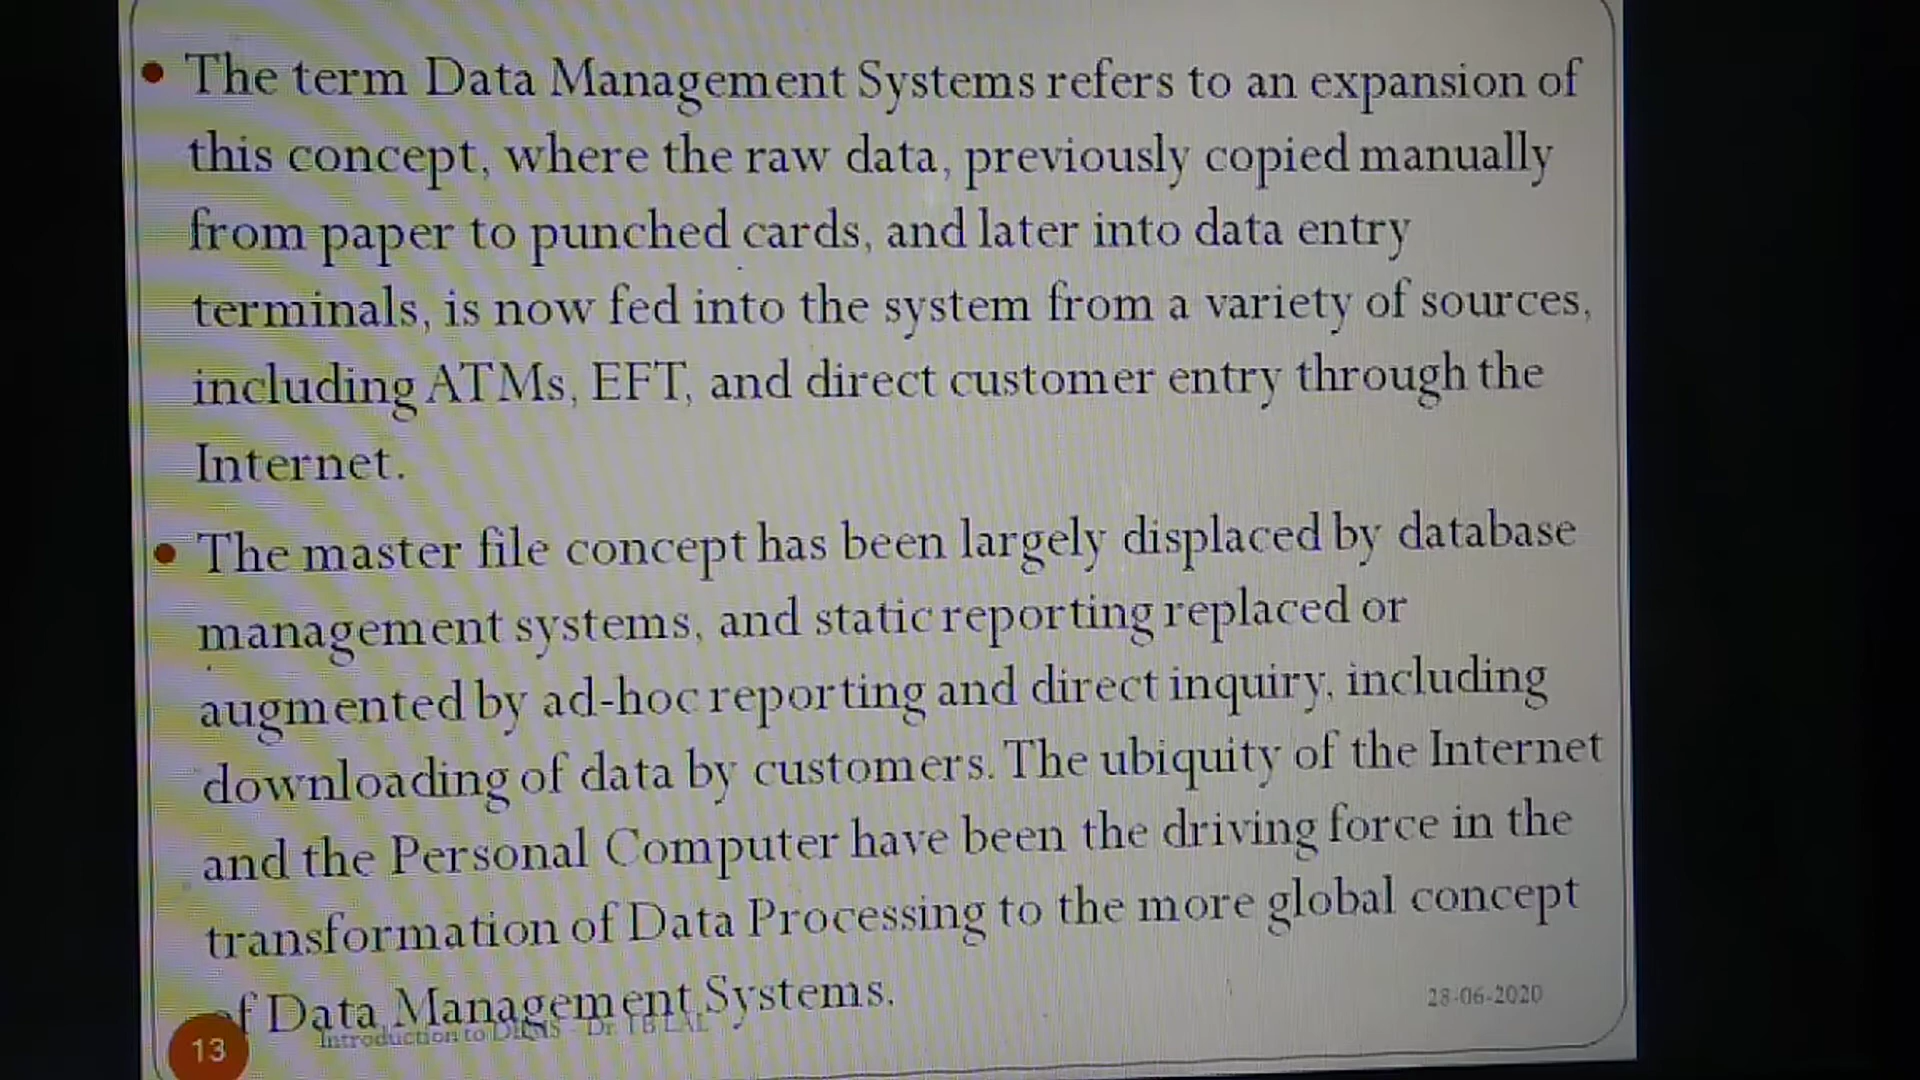 • The term Data Management Systems refers to an expansion of
this concept, where the raw data, previously copied manually
from paper to punched cards, and later into data entry
terminals, is now fed into the system from a variety of sources,
including ATMs, EFT, and direct customer entry through the
Internet.
• The master file concept has been largely displaced by database
management systems, and static reporting replaced or
augmented by ad-hoc reporting and direct inquiry, including
downloading of data by customers. The ubiquity of the Internet
and the Personal Computer have been the driving force in the
transformation of Data Processing to the more global concept
of Data Management Systems.
28-06-2020
Introduction to DBMS - Dr TB LAL
13